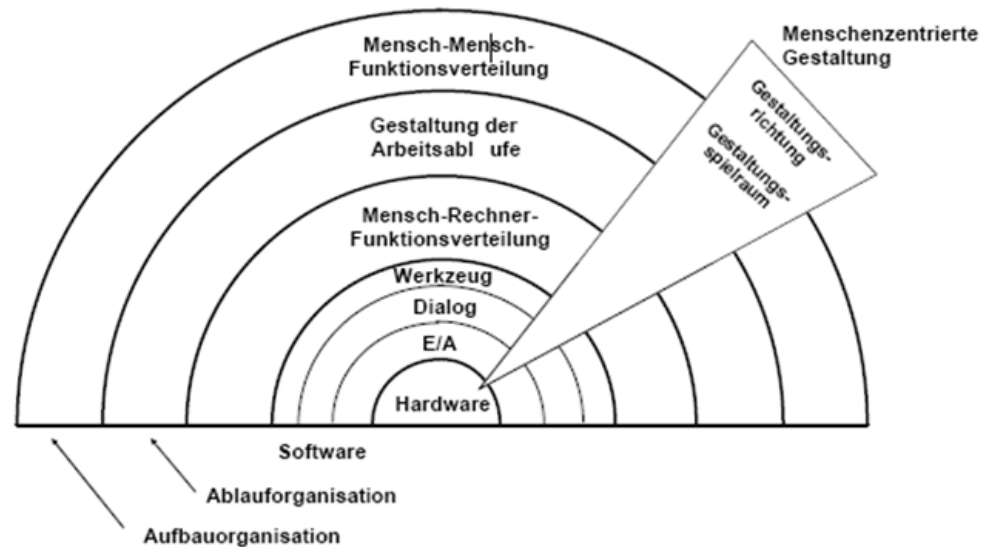 Mensch-Mensch-
Funktionsverteilung
Gestaltung der
Arbeitsabl ufe
Mensch-Rechner-
Funktionsverteilung
Werkzeug
Dialog
E/A
Hardware
Menschenzentrierte
Gestaltung
Gestaltungs-
richtung
Gestaltungs-
spielraum
Software
Ablauforganisation
Aufbauorganisation